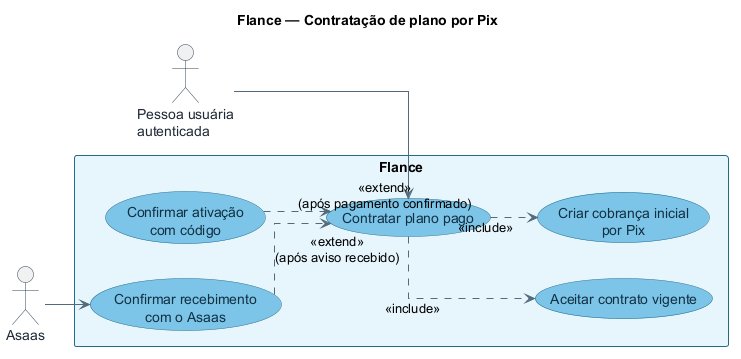 Flance — Contratação de plano por Pix
Pessoa usuária
autenticada
Flance
«extend»
(após pagamento confirmado)
Confirmar ativação
com código
Contratar plano pago
Criar cobrança inicial
por Pix
«include»
«extend»
(após aviso recebido)
Confirmar recebimento
com o Asaas
Aceitar contrato vigente
«include»
Asaas